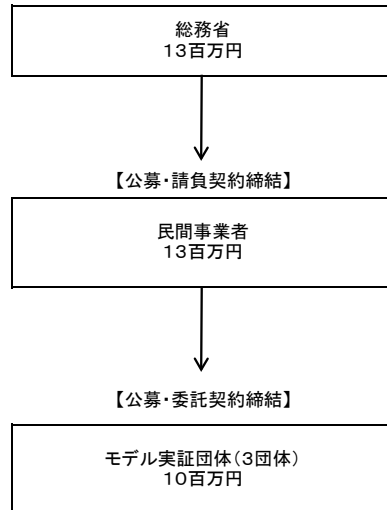 総務省
13百万円
【公募・請負契約締結】
民間事業者
13百万円
【公募・委託契約締結】
モデル実証団体（３団体）
10百万円